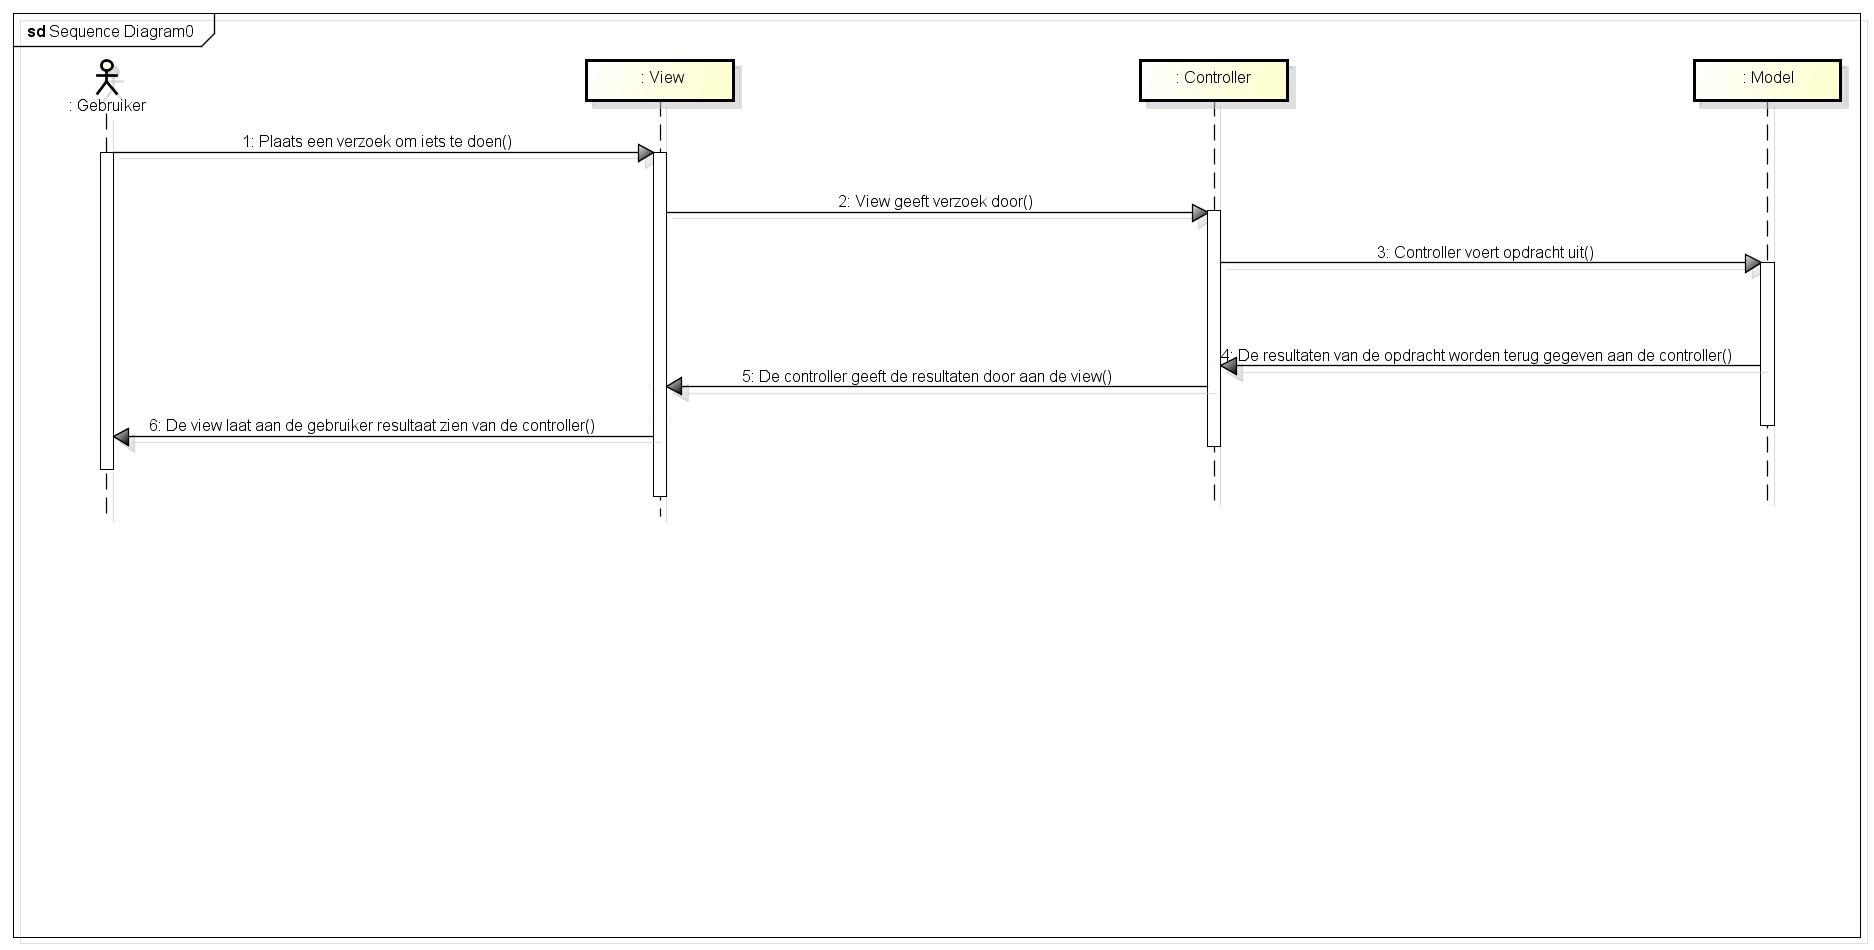 sd Sequence Diagram0
: Gebruiker
: View
: Controller
: Model
1: Plaats een verzoek om iets te doen()
2: View geeft verzoek door()
3: Controller voert opdracht uit()
4: De resultaten van de opdracht worden terug gegeven aan de controller()
5: De controller geeft de resultaten door aan de view()
6: De view laat aan de gebruiker resultaat zien van de controller()